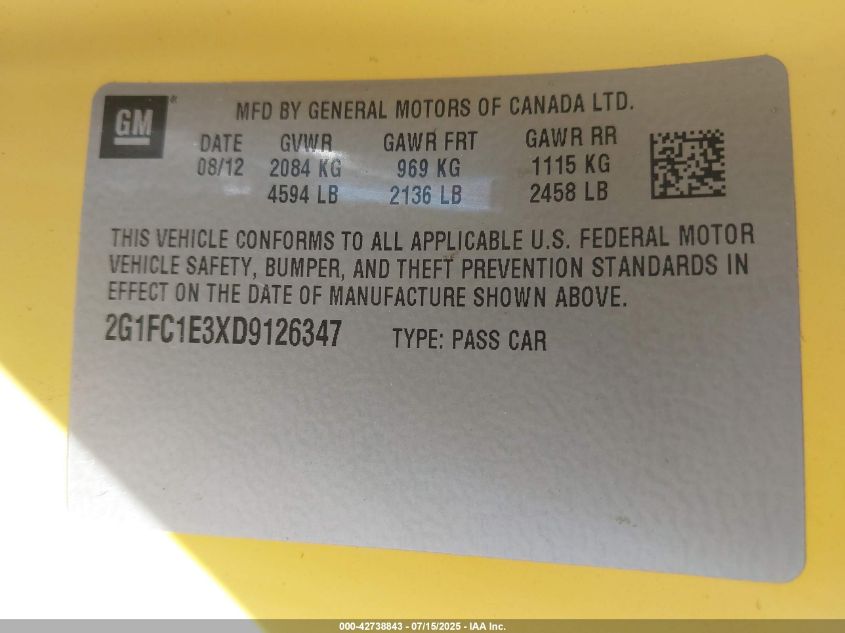 GM®
MFD BY GENERAL MOTORS OF CANADA LTD.
DATE GVWR GAWR FRT GAWR RR
08/12 2084 KG 969 KG 1115 KG
4594 LB 2136 LB 2458 LB
THIS VEHICLE CONFORMS TO ALL APPLICABLE U.S. FEDERAL MOTOR
VEHICLE SAFETY, BUMPER, AND THEFT PREVENTION STANDARDS IN
EFFECT ON THE DATE OF MANUFACTURE SHOWN ABOVE.
2G1FC1E3XD9126347 TYPE: PASS CAR
000-42738843 - 07/15/2025 - IAA Inc.